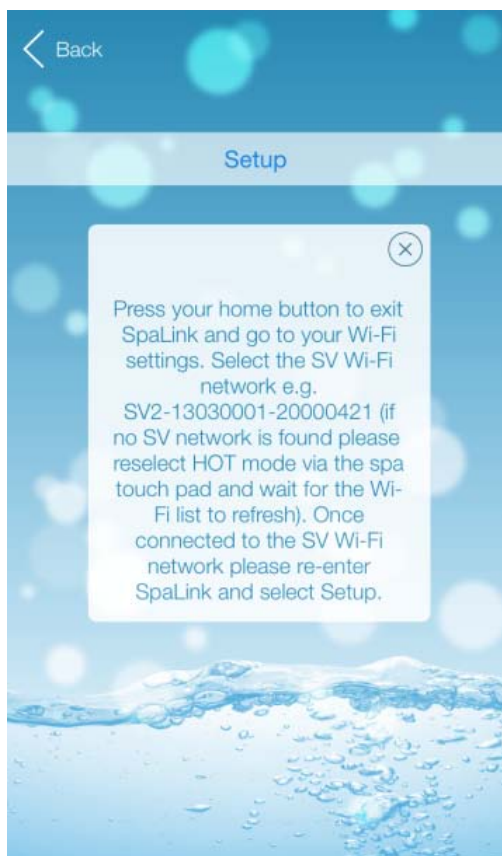 Back
Setup
Press your home button to exit
SpaLink and go to your Wi-Fi
settings. Select the SV Wi-Fi
network e.g.
SV2-13030001-20000421 (if
no SV network is found please
reselect HOT mode via the spa
touch pad and wait for the Wi-
Fi list to refresh). Once
connected to the SV Wi-Fi
network please re-enter
SpaLink and select Setup.